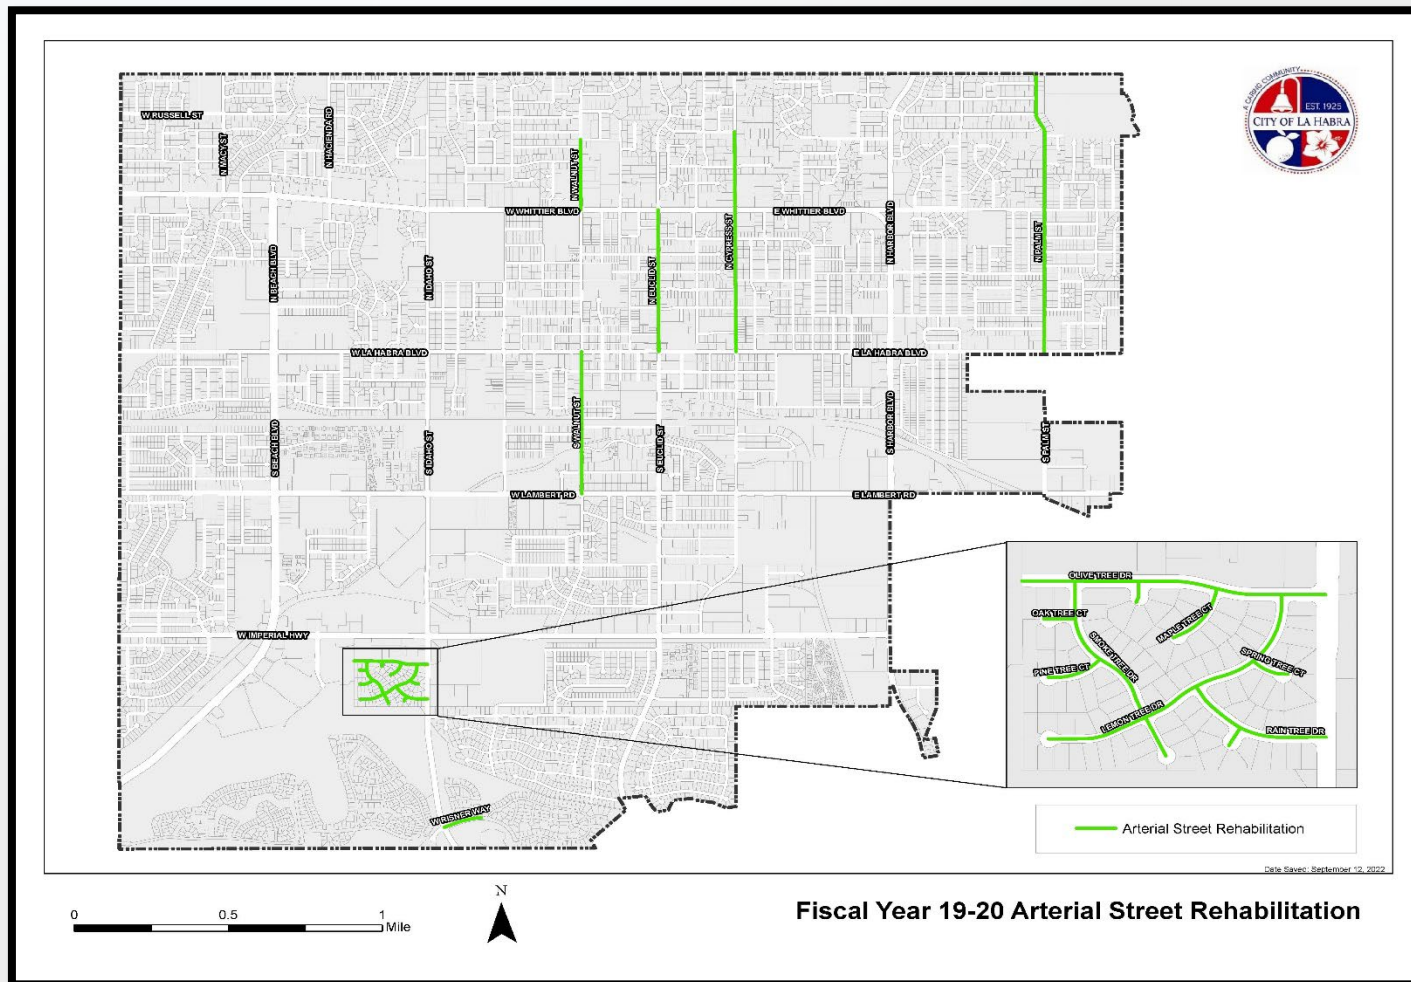 A CARING COMMUNITY
EST. 1925
CITY OF LA HABRA
W RUSSELL ST
N MACY ST
N HACIENDA RD
N WALNUT ST
W WHITTIER BLVD
E WHITTIER BLVD
N BEACH BLVD
N IDAHO ST
N EUCLID ST
N CYPRESS ST
N HARBOR BLVD
N PALM ST
W LA HABRA BLVD
E LA HABRA BLVD
S BEACH BLVD
S IDAHO ST
S WALNUT ST
S EUCLID ST
S HARBOR BLVD
S PALM ST
W LAMBERT RD
E LAMBERT RD
W IMPERIAL HWY
W RISNER WAY
OLIVE TREE DR
OAK TREE CT
SMOKE TREE DR
MAPLE TREE CT
PINE TREE CT
SPRING TREE CT
LEMON TREE DR
RAIN TREE DR
Arterial Street Rehabilitation
Date Saved: September 12, 2022
0 0.5 1
Mile
N
Fiscal Year 19-20 Arterial Street Rehabilitation